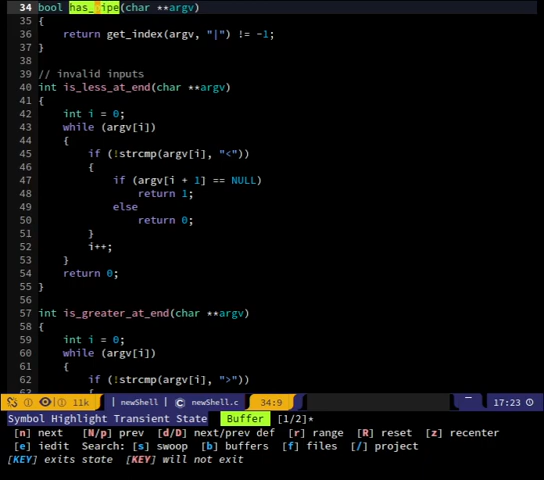 34 bool has_pipe(char **argv)
35 {
36     return get_index(argv, "|") != -1;
37 }
38
39 // invalid inputs
40 int is_less_at_end(char **argv)
41 {
42     int i = 0;
43     while (argv[i])
44     {
45         if (!strcmp(argv[i], "<"))
46         {
47             if (argv[i + 1] == NULL)
48                 return 1;
49             else
50                 return 0;
51         }
52         i++;
53     }
54     return 0;
55 }
56
57 int is_greater_at_end(char **argv)
58 {
59     int i = 0;
60     while (argv[i])
61     {
62         if (!strcmp(argv[i], ">"))
11k | newShell | C newShell.c 34:9 17:23
Symbol Highlight Transient State Buffer [1/2]*
[n] next [N/p] prev [d/D] next/prev def [r] range [R] reset [z] recenter
[e] iedit Search: [s] swoop [b] buffers [f] files [/] project
[KEY] exits state [KEY] will not exit